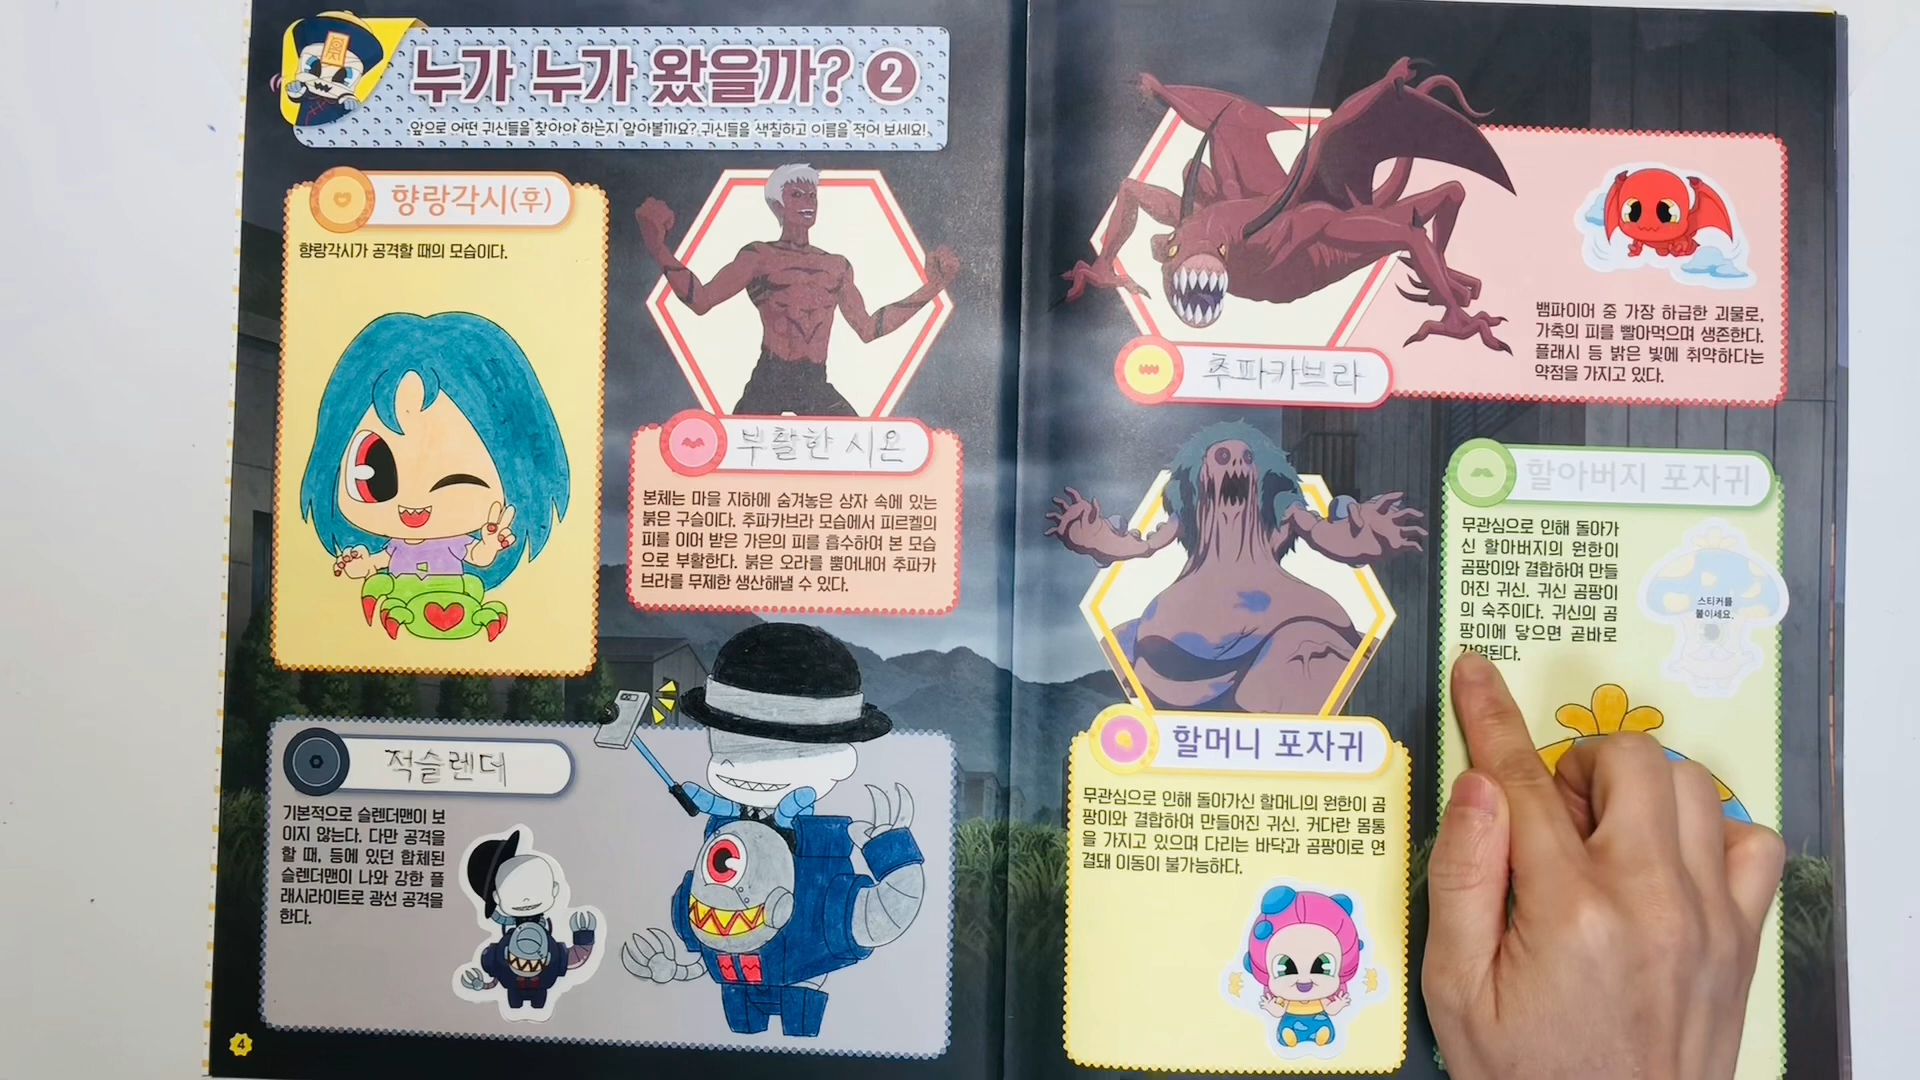 누가 누가 왔을까? 2
앞으로 어떤 귀신들을 찾아야 하는지 알아볼까요? 귀신들을 색칠하고 이름을 적어 보세요!
향랑각시(후)
향랑각시가 공격할 때의 모습이다.
부활한 시온
본체는 마을 지하에 숨겨놓은 상자 속에 있는
붉은 구슬이다. 추파카브라 모습에서 피르켈의
피를 이어 받은 가은의 피를 흡수하여 본 모습
으로 부활한다. 붉은 오라를 뿜어내어 추파카
브라를 무제한 생산해낼 수 있다.
적슬렌더
기본적으로 슬렌더맨이 보
이지 않는다. 다만 공격을
할 때, 등에 있던 합체된
슬렌더맨이 나와 강한 플
래시라이트로 광선 공격을
한다.
4
추파카브라
뱀파이어 중 가장 하급한 괴물로,
가축의 피를 빨아먹으며 생존한다.
플래시 등 밝은 빛에 취약하다는
약점을 가지고 있다.
할머니 포자귀
무관심으로 인해 돌아가신 할머니의 원한이 곰
팡이와 결합하여 만들어진 귀신. 커다란 몸통
을 가지고 있으며 다리는 바닥과 곰팡이로 연
결돼 이동이 불가능하다.
할아버지 포자귀
무관심으로 인해 돌아가
신 할아버지의 원한이
곰팡이와 결합하여 만들
어진 귀신. 귀신 곰팡이
의 숙주이다. 귀신의 곰
팡이에 닿으면 곧바로
감염된다.
스티커를
붙이세요.